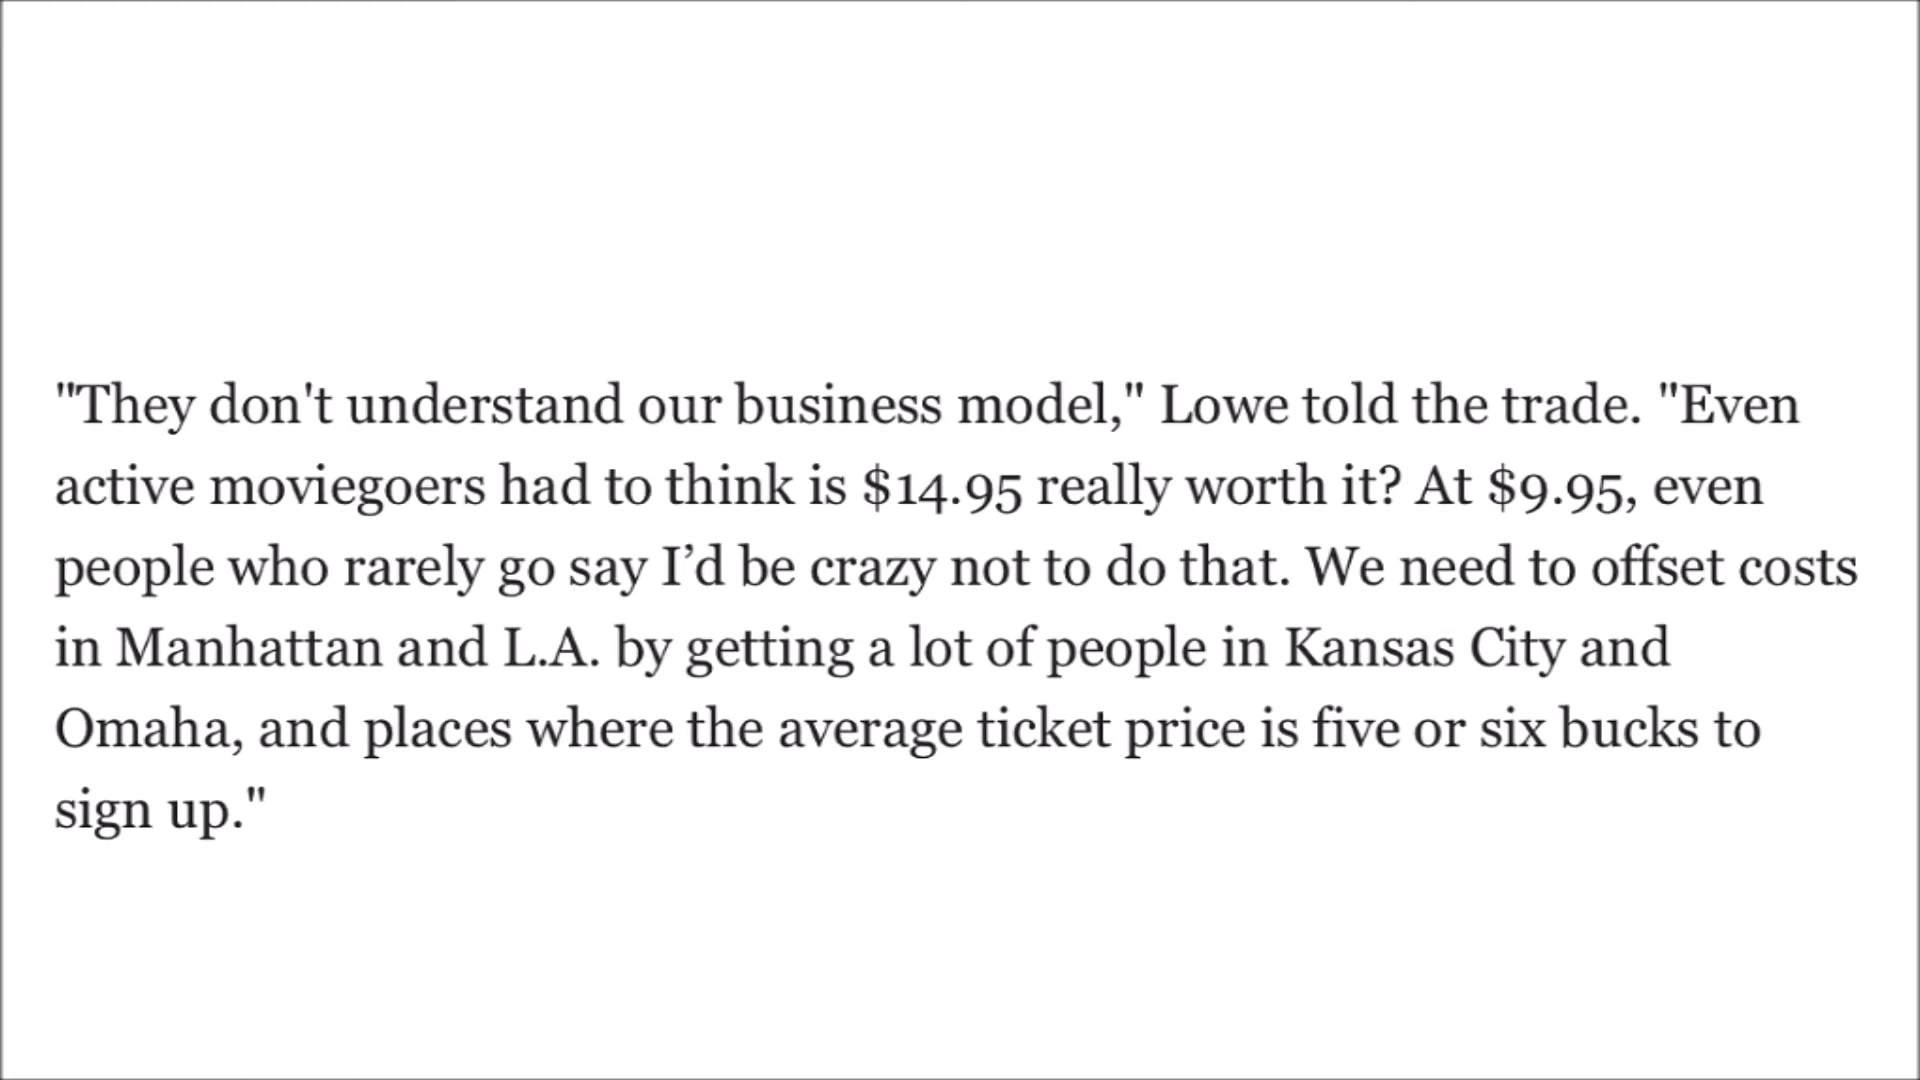 "They don't understand our business model," Lowe told the trade. "Even
active moviegoers had to think is $14.95 really worth it? At $9.95, even
people who rarely go say I’d be crazy not to do that. We need to offset costs
in Manhattan and L.A. by getting a lot of people in Kansas City and
Omaha, and places where the average ticket price is five or six bucks to
sign up."